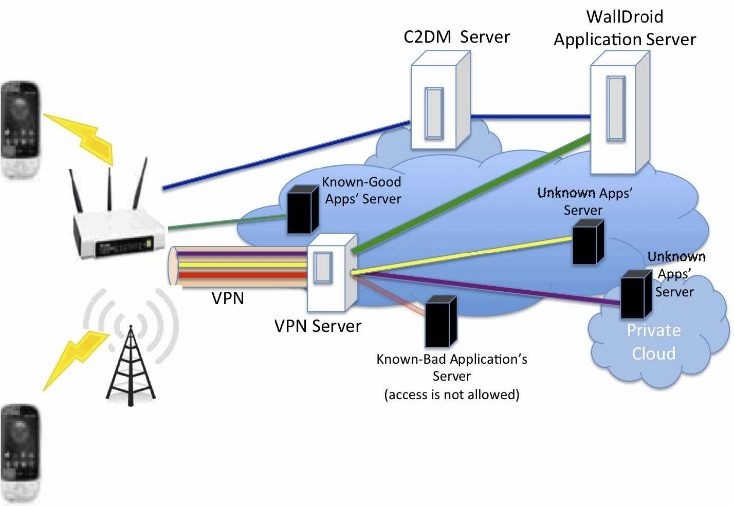 C2DM Server
WallDroid
Application Server
Known-Good
Apps' Server
Unknown Apps'
Server
Unknown
Apps'
Server
VPN
VPN Server
Private
Cloud
Known-Bad Application's
Server
(access is not allowed)